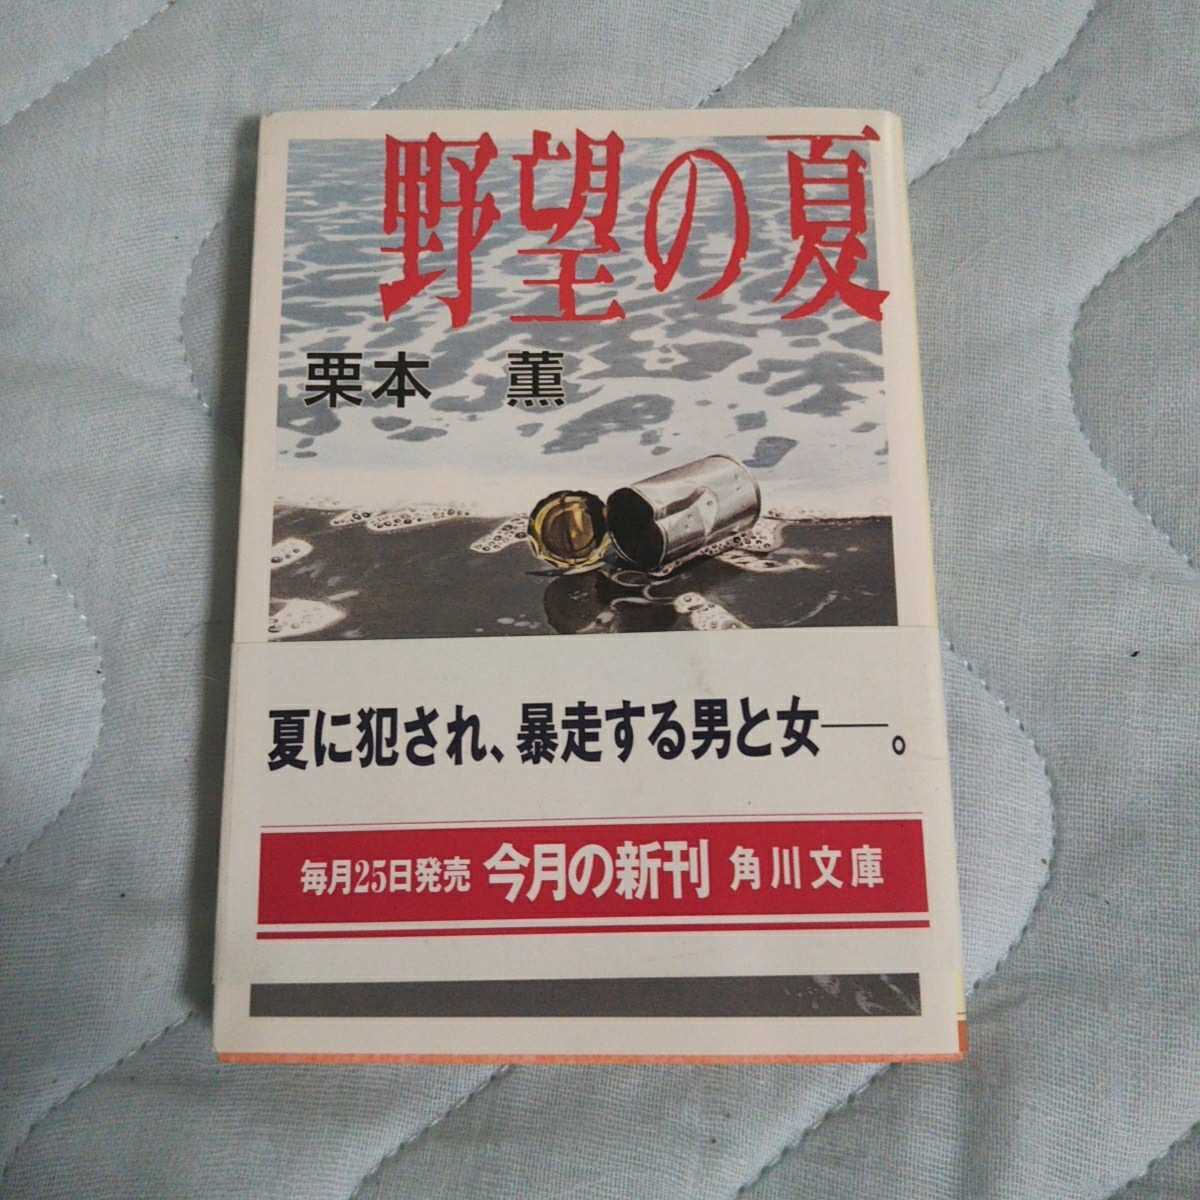 野望の夏
栗本 薫
夏に犯され、暴走する男と女──。
毎月25日発売 今月の新刊 角川文庫